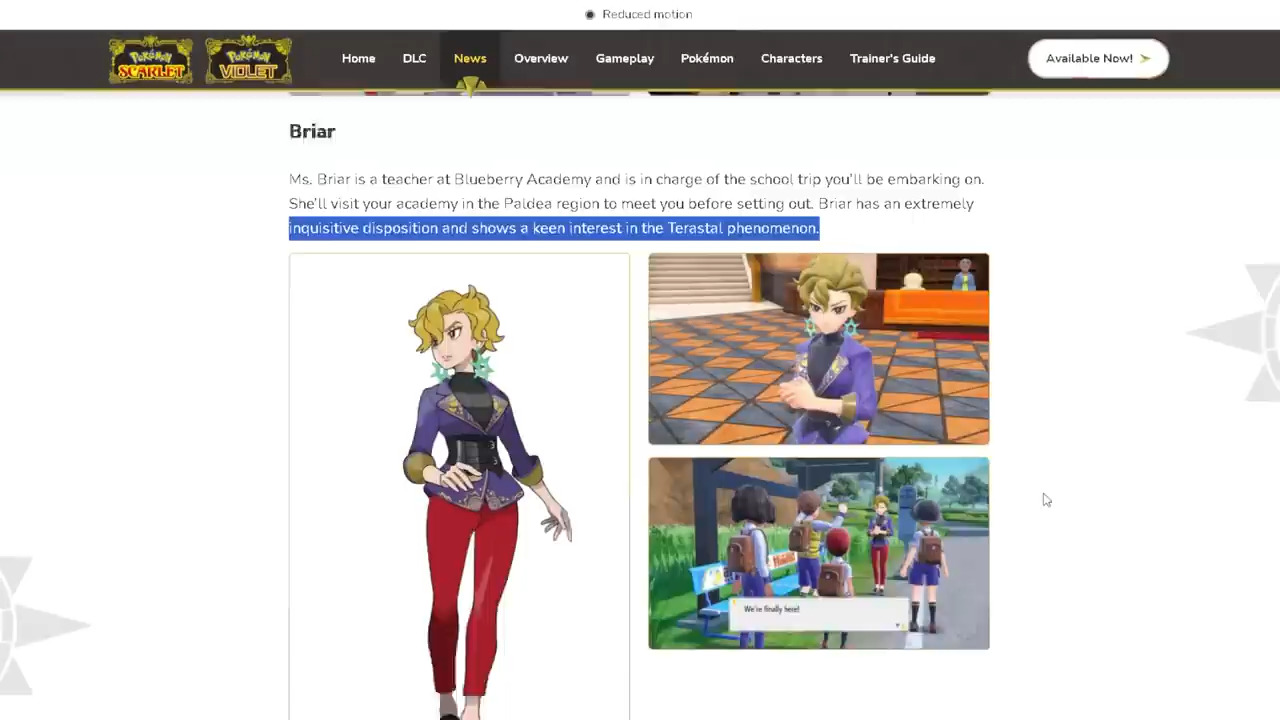 Reduced motion
Pokémon SCARLET Pokémon VIOLET Home DLC News Overview Gameplay Pokémon Characters Trainer's Guide Available Now!
Briar
Ms. Briar is a teacher at Blueberry Academy and is in charge of the school trip you'll be embarking on.
She'll visit your academy in the Paldea region to meet you before setting out. Briar has an extremely
inquisitive disposition and shows a keen interest in the Terastal phenomenon.
We're finally here!